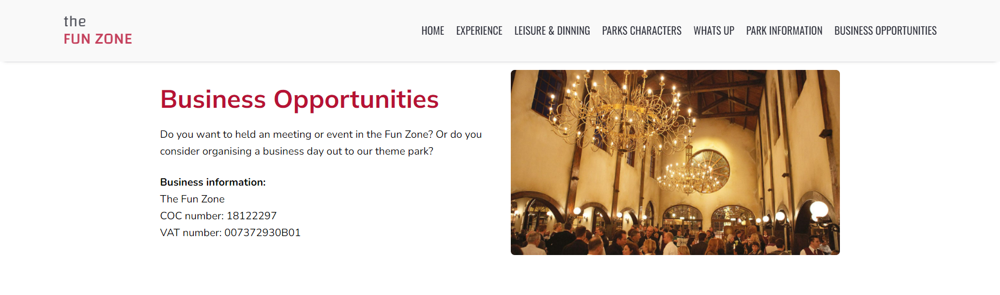 the
FUN ZONE
HOME EXPERIENCE LEISURE & DINNING PARKS CHARACTERS WHATS UP PARK INFORMATION BUSINESS OPPORTUNITIES
Business Opportunities
Do you want to held an meeting or event in the Fun Zone? Or do you
consider organising a business day out to our theme park?
Business information:
The Fun Zone
COC number: 18122297
VAT number: 007372930B01